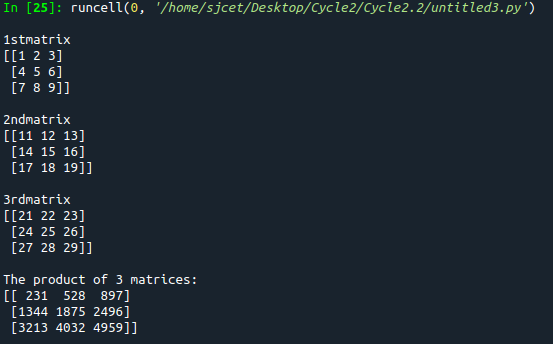 In [25]: runcell(0, '/home/sjcet/Desktop/Cycle2/Cycle2.2/untitled3.py')
1stmatrix
[[1 2 3]
 [4 5 6]
 [7 8 9]]
2ndmatrix
[[11 12 13]
 [14 15 16]
 [17 18 19]]
3rdmatrix
[[21 22 23]
 [24 25 26]
 [27 28 29]]
The product of 3 matrices:
[[ 231  528  897]
 [1344 1875 2496]
 [3213 4032 4959]]